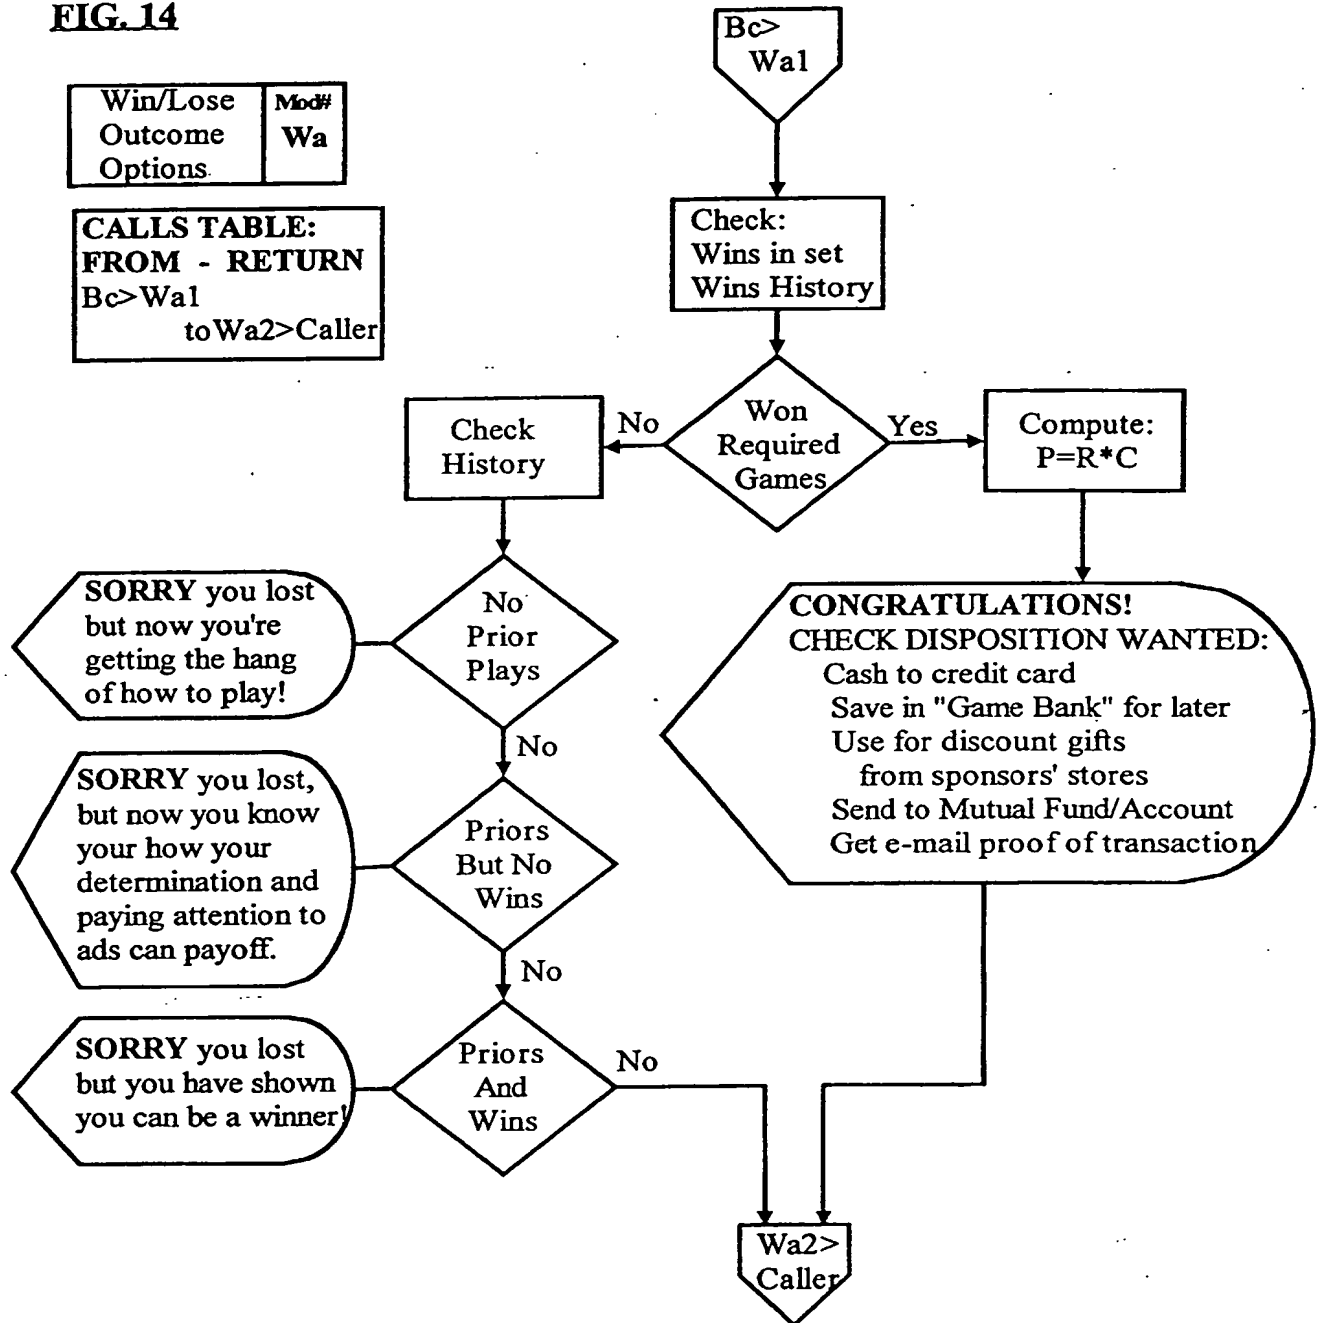 FIG. 14
Bc>
Wa1
Win/Lose
Outcome
Options
Mod#
Wa
CALLS TABLE:
FROM - RETURN
Bc>Wa1
to Wa2>Caller
Check:
Wins in set
Wins History
Won
Required
Games
No
Yes
Check
History
Compute:
P=R*C
No
Prior
Plays
SORRY you lost
but now you're
getting the hang
of how to play!
No
CONGRATULATIONS!
CHECK DISPOSITION WANTED:
Cash to credit card
Save in "Game Bank" for later
Use for discount gifts
from sponsors' stores
Send to Mutual Fund/Account
Get e-mail proof of transaction
Priors
But No
Wins
SORRY you lost,
but now you know
your how your
determination and
paying attention to
ads can payoff.
No
Priors
And
Wins
No
SORRY you lost
but you have shown
you can be a winner!
Wa2>
Caller